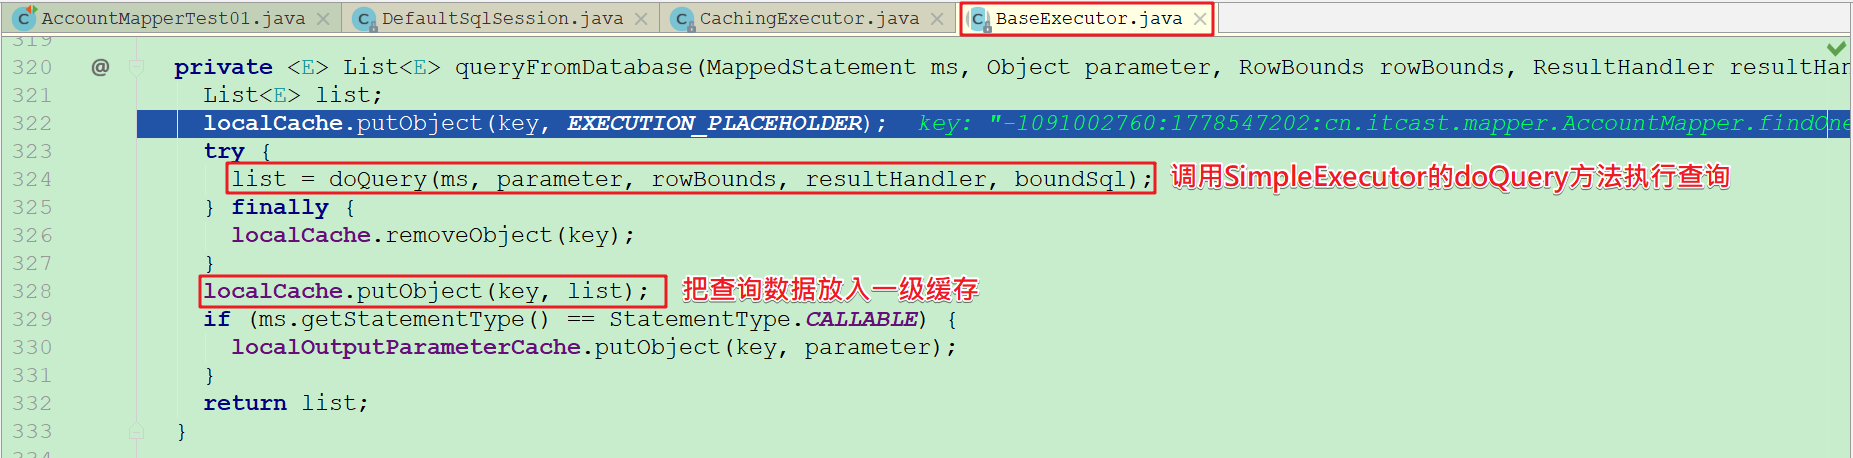 AccountMapperTest01.java DefaultSqlSession.java CachingExecutor.java BaseExecutor.java
319
320 @ private <E> List<E> queryFromDatabase(MappedStatement ms, Object parameter, RowBounds rowBounds, ResultHandler resultHan
321 List<E> list;
322 localCache.putObject(key, EXECUTION_PLACEHOLDER); key: "-1091002760:1778547202:cn.itcast.mapper.AccountMapper.findOne
323 try {
324 list = doQuery(ms, parameter, rowBounds, resultHandler, boundSql); 调用SimpleExecutor的doQuery方法执行查询
325 } finally {
326 localCache.removeObject(key);
327 }
328 localCache.putObject(key, list); 把查询数据放入一级缓存
329 if (ms.getStatementType() == StatementType.CALLABLE) {
330 localOutputParameterCache.putObject(key, parameter);
331 }
332 return list;
333 }
334